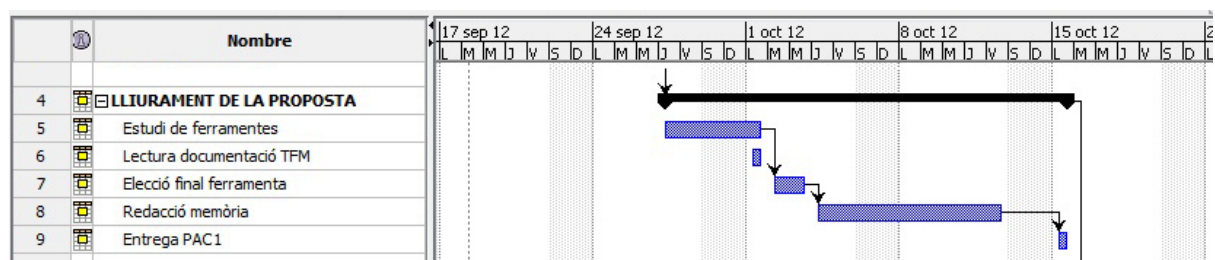 Nombre
17 sep 12 24 sep 12 1 oct 12 8 oct 12 15 oct 12
L M M J V S D L M M J V S D L M M J V S D L M M J V S D L M M J V S D L
4 LLIURAMENT DE LA PROPOSTA
5 Estudi de ferramentes
6 Lectura documentació TFM
7 Elecció final ferramenta
8 Redacció memòria
9 Entrega PAC1